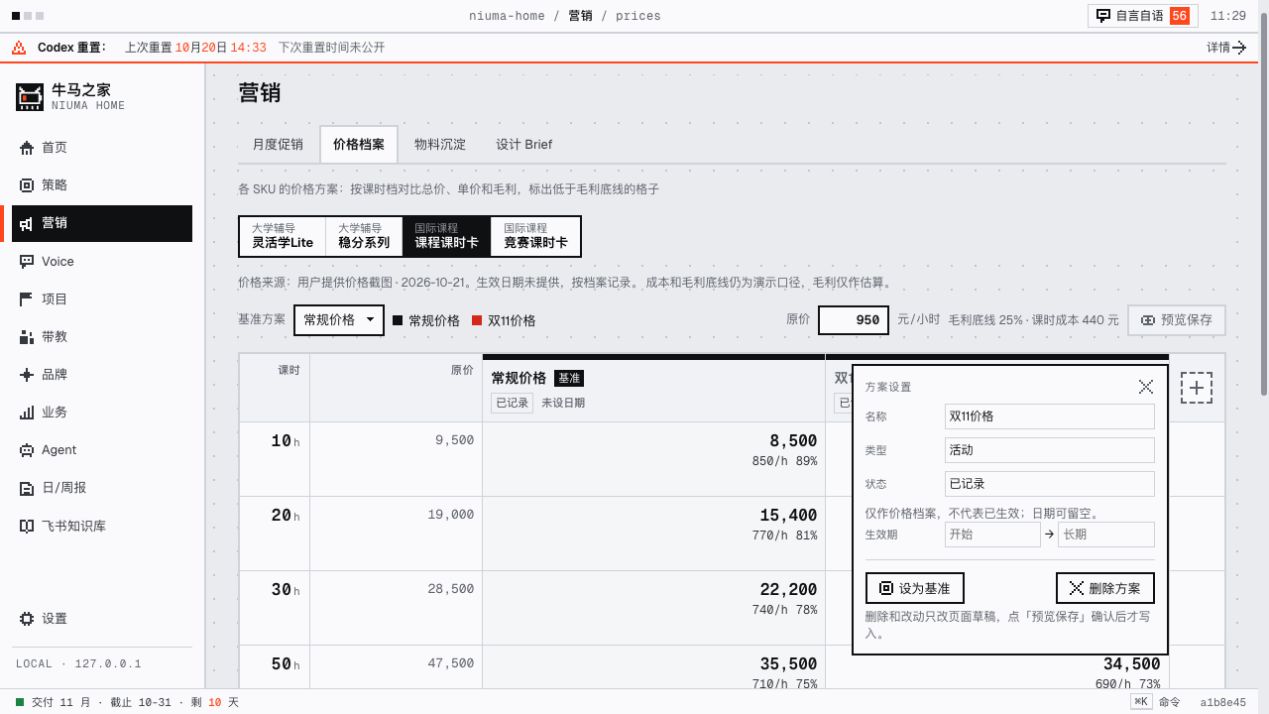 niuma-home / 营销 / prices
自言自语 56
11:29
Codex 重置： 上次重置 10月20日 14:33 下次重置时间未公开
详情→
牛马之家
NIUMA HOME
首页
策略
营销
Voice
项目
带教
品牌
业务
Agent
日/周报
飞书知识库
设置
LOCAL · 127.0.0.1
营销
月度促销 价格档案 物料沉淀 设计 Brief
各 SKU 的价格方案：按课时档对比总价、单价和毛利，标出低于毛利底线的格子
大学辅导 大学辅导 国际课程 国际课程
灵活学Lite 稳分系列 课程课时卡 竞赛课时卡
价格来源：用户提供价格截图 · 2026-10-21。生效日期未提供，按档案记录。成本和毛利底线仍为演示口径，毛利仅作估算。
基准方案 常规价格 常规价格 双11价格 原价 950 元/小时 毛利底线 25% · 课时成本 440 元 预览保存
课时 原价 常规价格 基准 双1
已记录 未设日期 已
10h 9,500 8,500
850/h 89%
20h 19,000 15,400
770/h 81%
30h 28,500 22,200
740/h 78%
50h 47,500 35,500 34,500
710/h 75% 690/h 73%
方案设置
名称 双11价格
类型 活动
状态 已记录
仅作价格档案，不代表已生效；日期可留空。
生效期 开始 → 长期
设为基准 删除方案
删除和改动只改页面草稿，点「预览保存」确认后才写
入。
交付 11 月 · 截止 10-31 · 剩 10 天
⌘K 命令 a1b8e45